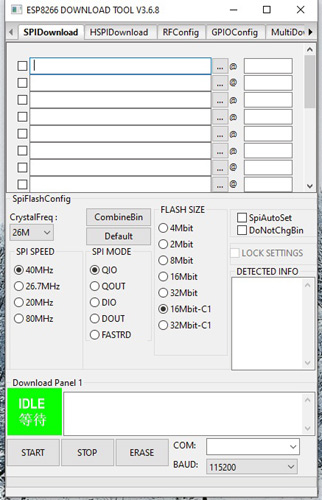 ESP8266 DOWNLOAD TOOL V3.6.8
SPIDownload HSPIDownload RFConfig GPIOConfig MultiDow
... @
... @
... @
... @
... @
... @
... @
... @
SpiFlashConfig
CrystalFreq :
26M
CombineBin
Default
SPI SPEED
40MHz
26.7MHz
20MHz
80MHz
SPI MODE
QIO
QOUT
DIO
DOUT
FASTRD
FLASH SIZE
4Mbit
2Mbit
8Mbit
16Mbit
32Mbit
16Mbit-C1
32Mbit-C1
SpiAutoSet
DoNotChgBin
LOCK SETTINGS
DETECTED INFO
Download Panel 1
IDLE
等待
START STOP ERASE
COM:
BAUD: 115200